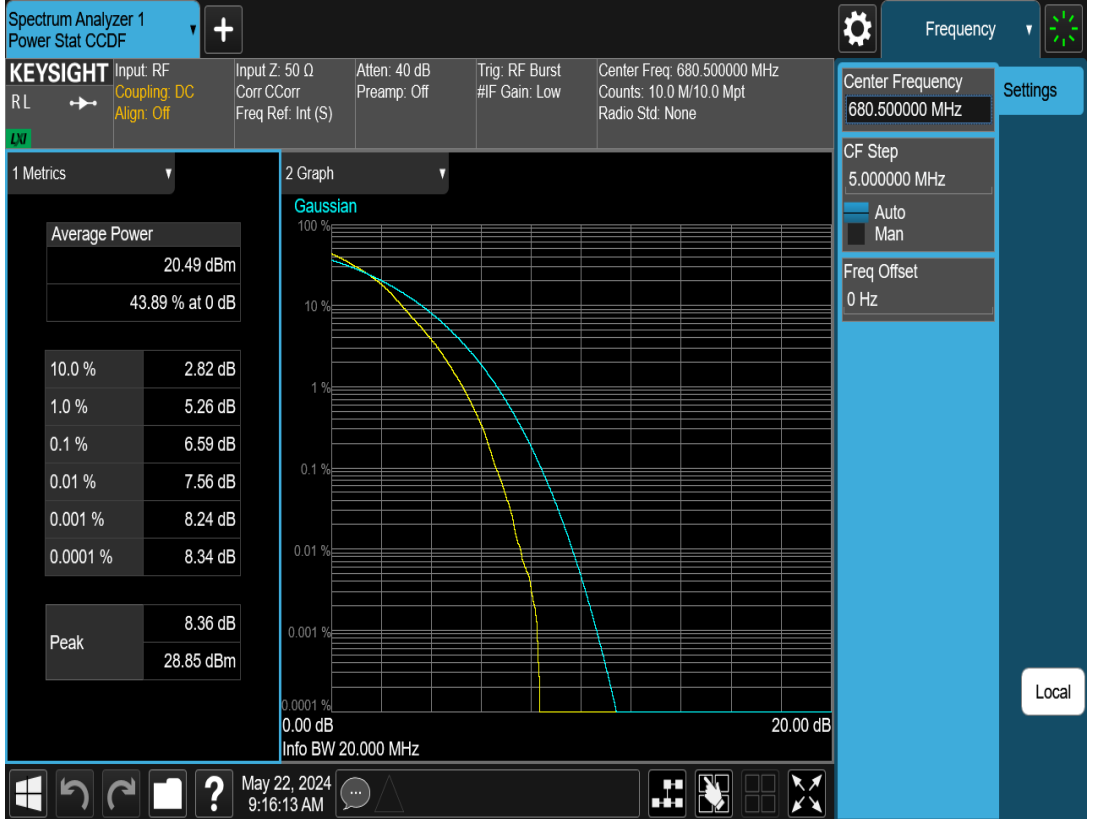 Spectrum Analyzer 1
Power Stat CCDF
Frequency
KEYSIGHT
RL
LXI
Input: RF
Coupling: DC
Align: Off
Input Z: 50 Ω
Corr CCorr
Freq Ref: Int (S)
Atten: 40 dB
Preamp: Off
Trig: RF Burst
#IF Gain: Low
Center Freq: 680.500000 MHz
Counts: 10.0 M/10.0 Mpt
Radio Std: None
Center Frequency
680.500000 MHz
Settings
CF Step
5.000000 MHz
Auto
Man
Freq Offset
0 Hz
Local
1 Metrics
Average Power
20.49 dBm
43.89 % at 0 dB
10.0 % 2.82 dB
1.0 % 5.26 dB
0.1 % 6.59 dB
0.01 % 7.56 dB
0.001 % 8.24 dB
0.0001 % 8.34 dB
Peak
8.36 dB
28.85 dBm
2 Graph
Gaussian
100 %
10 %
1 %
0.1 %
0.01 %
0.001 %
0.0001 %
0.00 dB 20.00 dB
Info BW 20.000 MHz
?
May 22, 2024
9:16:13 AM